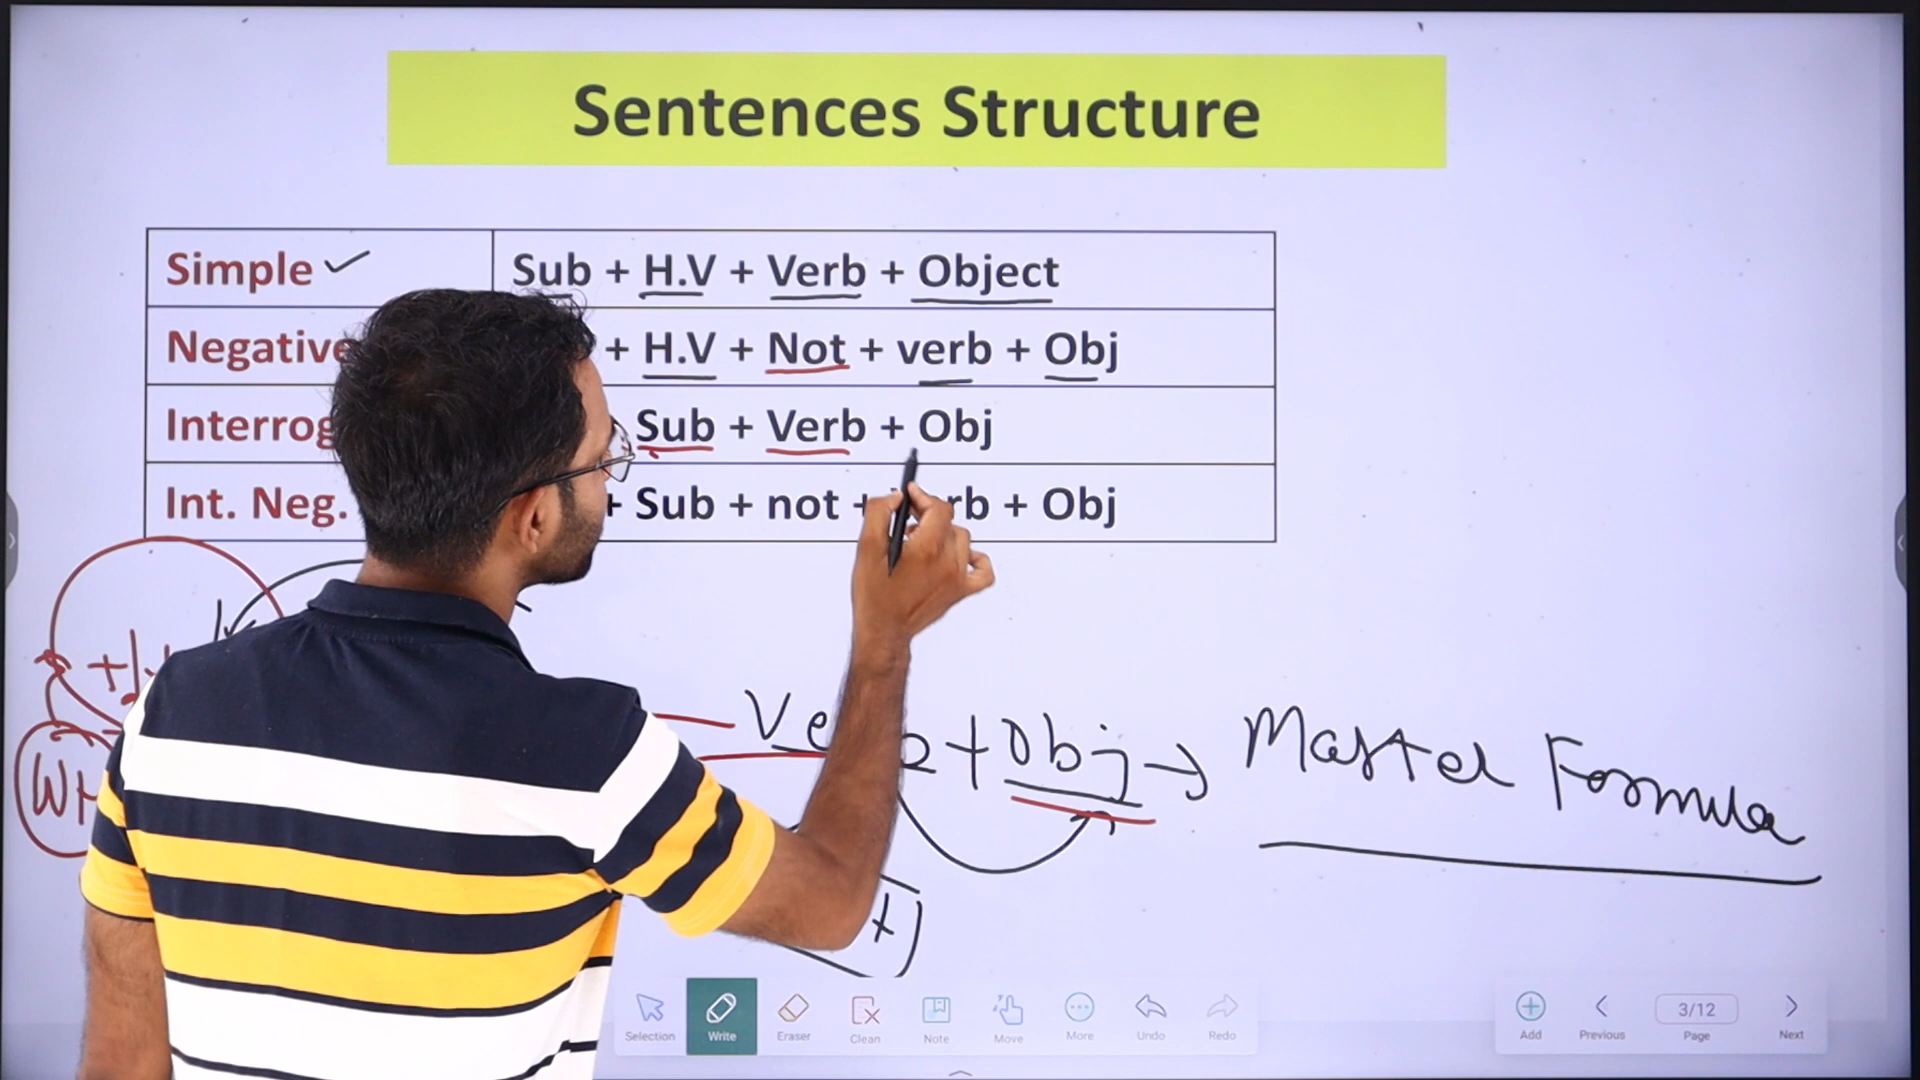 Sentences Structure
Simple Sub + H.V + Verb + Object
Negative + H.V + Not + verb + Obj
Interrog Sub + Verb + Obj
Int. Neg. + Sub + not + rb + Obj
+ Obj → Master Formula
Selection Write Eraser Clean Note Move More Undo Redo
Add Previous 3/12 Page Next